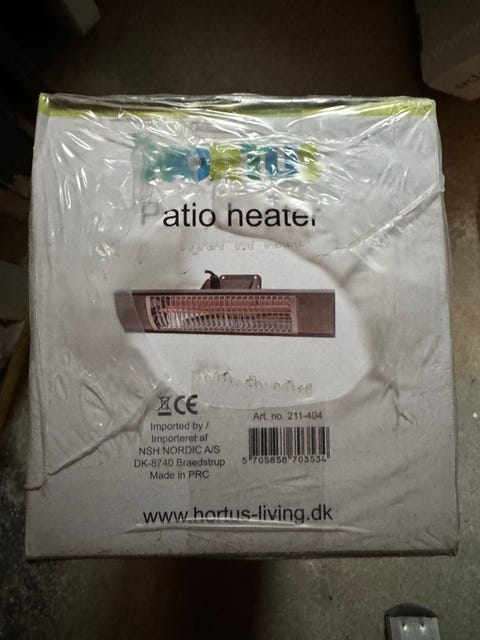 Patio heater
Art. no. 211-404
Imported by /
Importeret af
NSH NORDIC A/S
DK-8740 Braedstrup
Made in PRC
5 705858 703534
www.hortus-living.dk